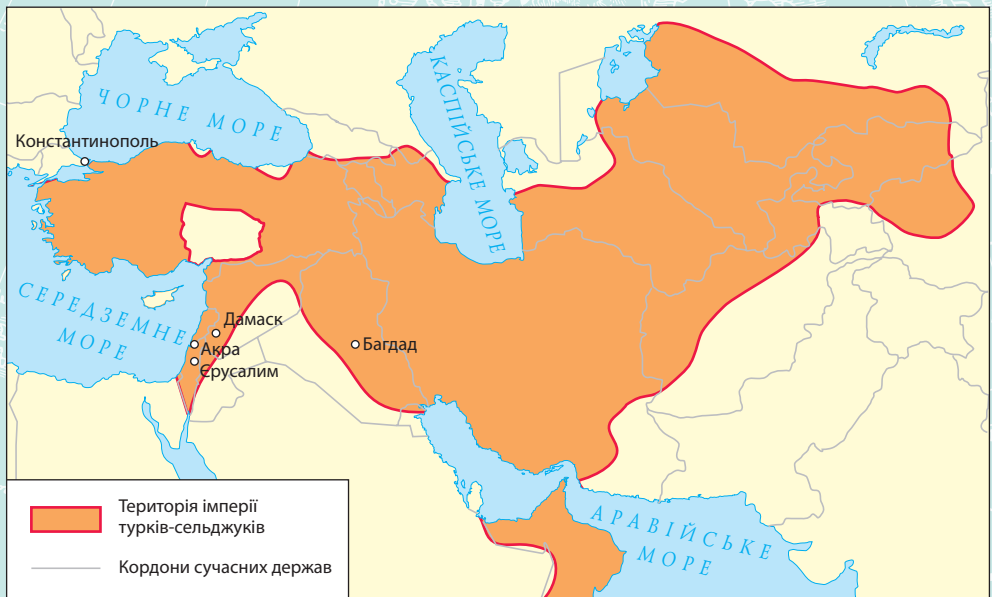 ЧОРНЕ МОРЕ
Константинополь
КАСПІЙСЬКЕ МОРЕ
СЕРЕДЗЕМНЕ
МОРЕ
Дамаск
Акра
Єрусалим
Багдад
АРАВІЙСЬКЕ
МОРЕ
Територія імперії
турків-сельджуків
Кордони сучасних держав